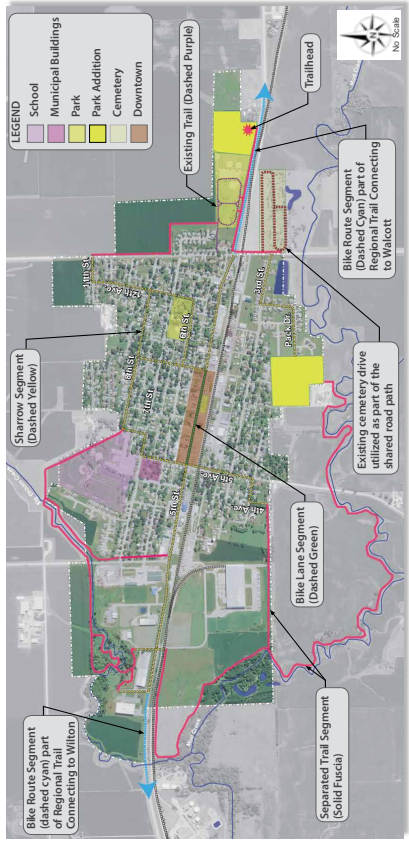 LEGEND
School
Municipal Buildings
Park
Park Addition
Cemetery
Downtown
No Scale
Existing Trail (Dashed Purple)
Trailhead
Bike Route Segment
(Dashed Cyan) part of
Regional Trail Connecting
to Walcott
Sharrow Segment
(Dashed Yellow)
11th St.
12th Ave.
8th St.
7th St.
6th St.
5th St.
3rd St.
Park Dr.
5th Ave.
4th Ave.
Existing cemetery drive
utilized as part of the
shared road path
Bike Lane Segment
(Dashed Green)
Bike Route Segment
(dashed cyan) part
of Regional Trail
Connecting to Wilton
Separated Trail Segment
(Solid Fuscia)